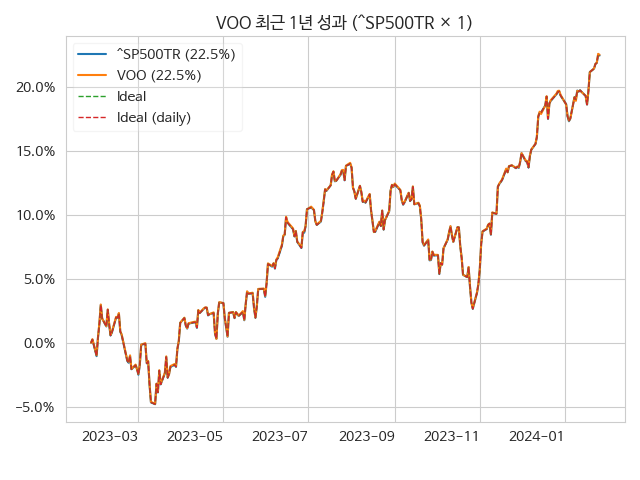 VOO 최근 1년 성과 (^SP500TR × 1)
^SP500TR (22.5%)
VOO (22.5%)
Ideal
Ideal (daily)
20.0%
15.0%
10.0%
5.0%
0.0%
−5.0%
2023−03 2023−05 2023−07 2023−09 2023−11 2024−01